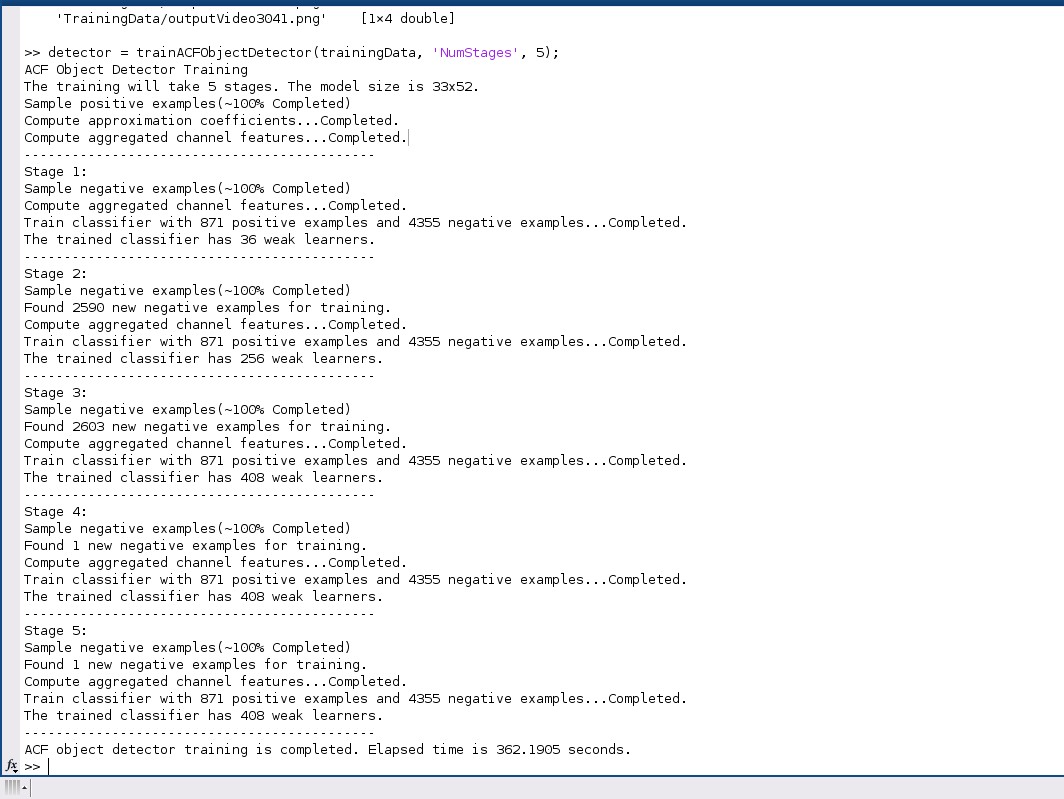 'TrainingData/outputVideo3041.png'    [1×4 double]
>> detector = trainACFObjectDetector(trainingData, 'NumStages', 5);
ACF Object Detector Training
The training will take 5 stages. The model size is 33x52.
Sample positive examples(~100% Completed)
Compute approximation coefficients...Completed.
Compute aggregated channel features...Completed.
--------------------------------------------
Stage 1:
Sample negative examples(~100% Completed)
Compute aggregated channel features...Completed.
Train classifier with 871 positive examples and 4355 negative examples...Completed.
The trained classifier has 36 weak learners.
--------------------------------------------
Stage 2:
Sample negative examples(~100% Completed)
Found 2590 new negative examples for training.
Compute aggregated channel features...Completed.
Train classifier with 871 positive examples and 4355 negative examples...Completed.
The trained classifier has 256 weak learners.
--------------------------------------------
Stage 3:
Sample negative examples(~100% Completed)
Found 2603 new negative examples for training.
Compute aggregated channel features...Completed.
Train classifier with 871 positive examples and 4355 negative examples...Completed.
The trained classifier has 408 weak learners.
--------------------------------------------
Stage 4:
Sample negative examples(~100% Completed)
Found 1 new negative examples for training.
Compute aggregated channel features...Completed.
Train classifier with 871 positive examples and 4355 negative examples...Completed.
The trained classifier has 408 weak learners.
--------------------------------------------
Stage 5:
Sample negative examples(~100% Completed)
Found 1 new negative examples for training.
Compute aggregated channel features...Completed.
Train classifier with 871 positive examples and 4355 negative examples...Completed.
The trained classifier has 408 weak learners.
--------------------------------------------
ACF object detector training is completed. Elapsed time is 362.1905 seconds.
fx >>